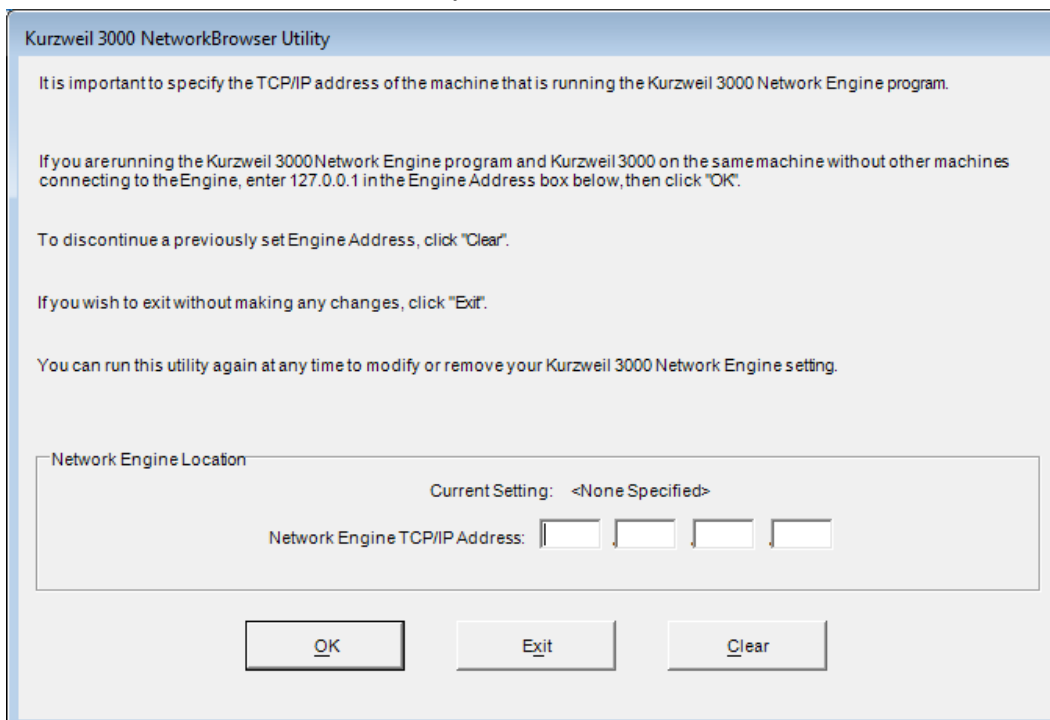 Kurzweil 3000 NetworkBrowser Utility
It is important to specify the TCP/IP address of the machine that is running the Kurzweil 3000 Network Engine program.
If you are running the Kurzweil 3000 Network Engine program and Kurzweil 3000 on the same machine without other machines
connecting to the Engine, enter 127.0.0.1 in the Engine Address box below, then click "OK".
To discontinue a previously set Engine Address, click "Clear".
If you wish to exit without making any changes, click "Exit".
You can run this utility again at any time to modify or remove your Kurzweil 3000 Network Engine setting.
Network Engine Location
Current Setting: <None Specified>
Network Engine TCP/IP Address: . . .
OK Exit Clear